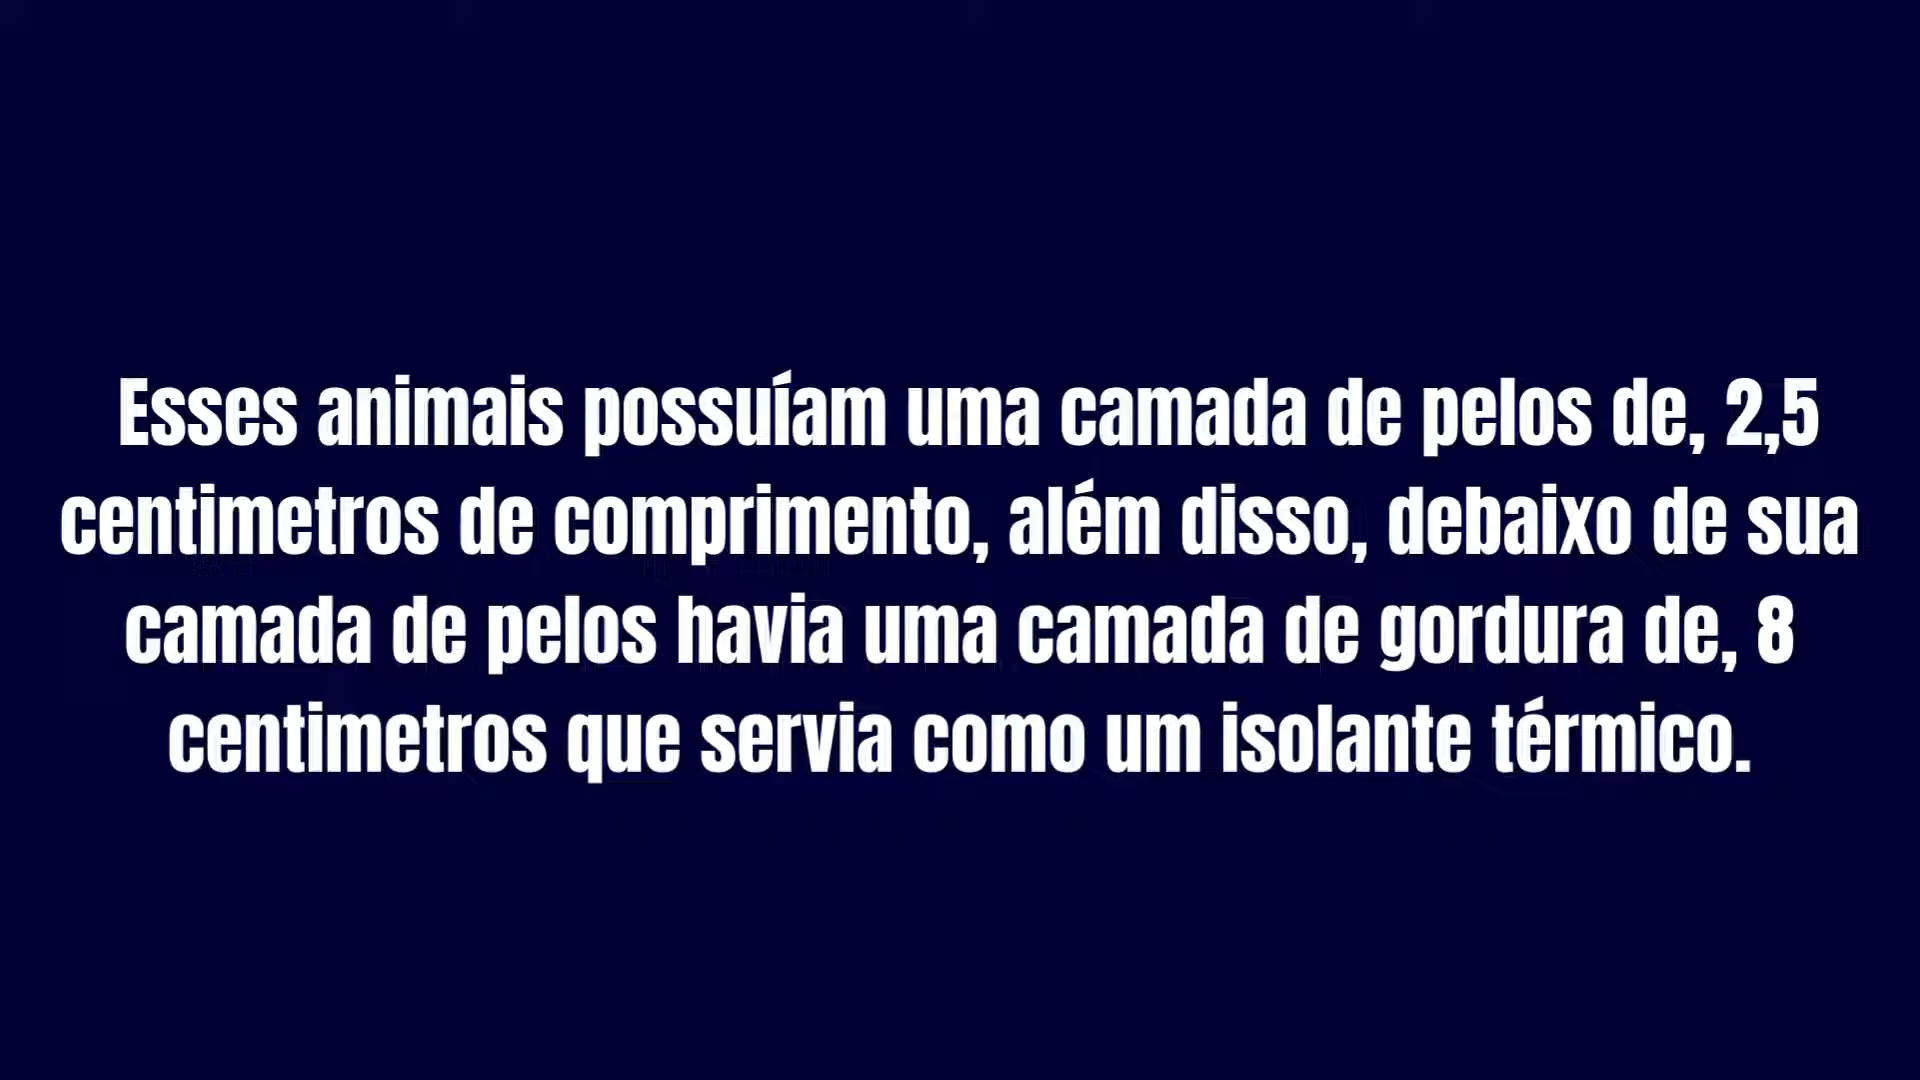 Esses animais possuíam uma camada de pelos de, 2,5
centimetros de comprimento, além disso, debaixo de sua
camada de pelos havia uma camada de gordura de, 8
centimetros que servia como um isolante térmico.